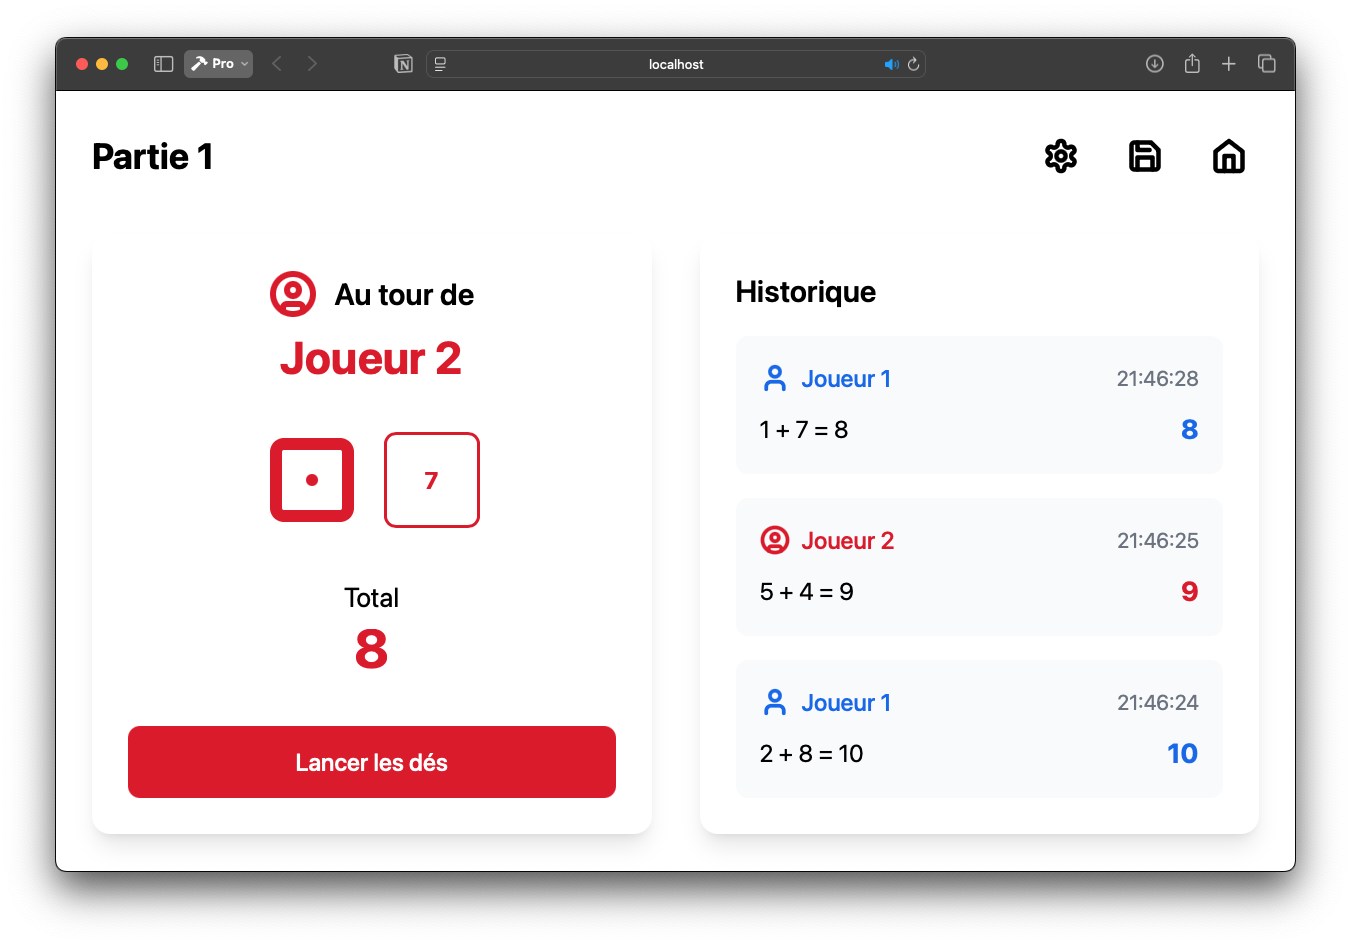 Pro
localhost
Partie 1
Au tour de
Joueur 2
7
Total
8
Lancer les dés
Historique
Joueur 1 21:46:28
1 + 7 = 8 8
Joueur 2 21:46:25
5 + 4 = 9 9
Joueur 1 21:46:24
2 + 8 = 10 10